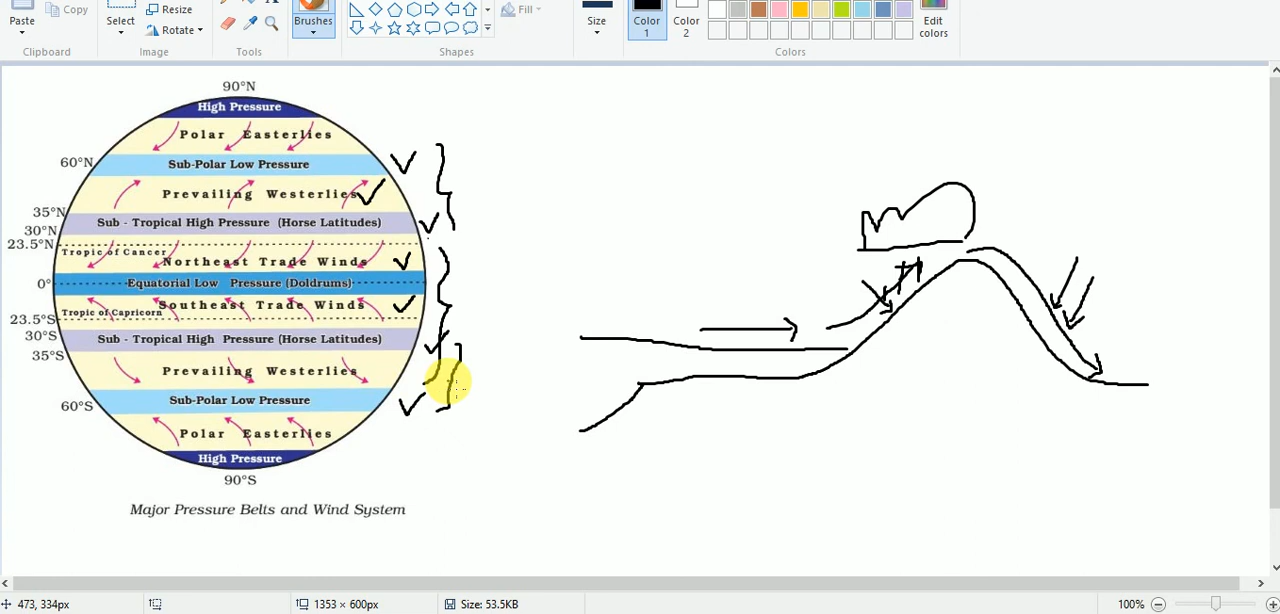 Paste
Copy
Clipboard
Select
Resize
Rotate
Image
Tools
Brushes
Shapes
Fill
Size
Color
1
Color
2
Edit
colors
Colors
90°N
High Pressure
Polar Easterlies
60°N
Sub-Polar Low Pressure
Prevailing Westerlies
35°N
Sub - Tropical High Pressure (Horse Latitudes)
30°N
23.5°N
Tropic of Cancer
Northeast Trade Winds
0°
Equatorial Low Pressure (Doldrums)
Southeast Trade Winds
Tropic of Capricorn
23.5°S
30°S
Sub - Tropical High Pressure (Horse Latitudes)
35°S
Prevailing Westerlies
60°S
Sub-Polar Low Pressure
Polar Easterlies
High Pressure
90°S
Major Pressure Belts and Wind System
473, 334px
1353 × 600px
Size: 53.5KB
100%